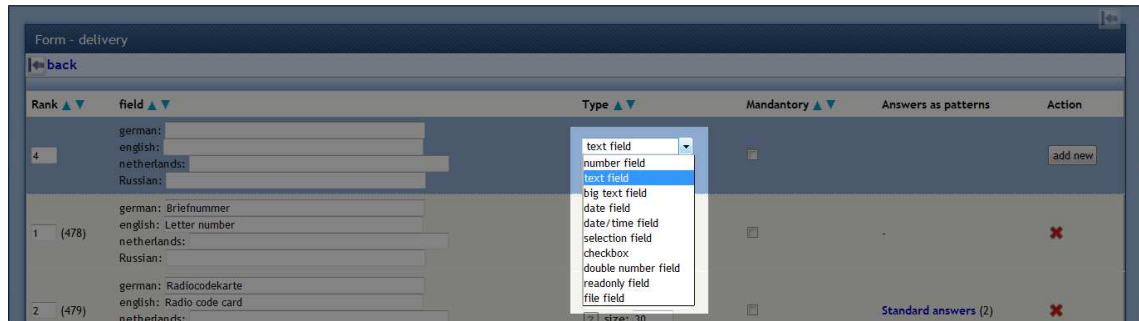 Form - delivery
back
Rank field Type Mandantory Answers as patterns Action
german:
english:
netherlands:
Russian:
4
text field
number field
text field
big text field
date field
date/time field
selection field
checkbox
double number field
readonly field
file field
add new
german: Briefnummer
english: Letter number
netherlands:
Russian:
1 (478)
-
german: Radiocodekarte
english: Radio code card
netherlands:
2 (479)
? size: 30
Standard answers (2)